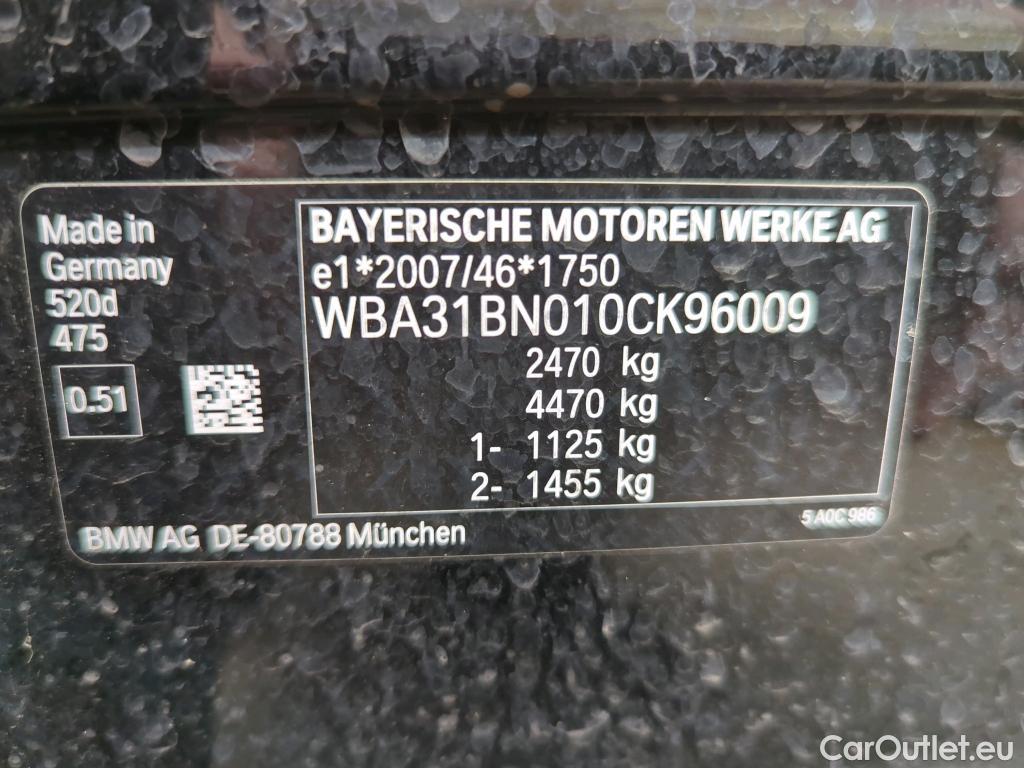 Made in
Germany
520d
475
0.51
BAYERISCHE MOTOREN WERKE AG
e1*2007/46*1750
WBA31BN010CK96009
2470 kg
4470 kg
1- 1125 kg
2- 1455 kg
5 A0C 986
BMW AG DE-80788 München
CarOutlet.eu